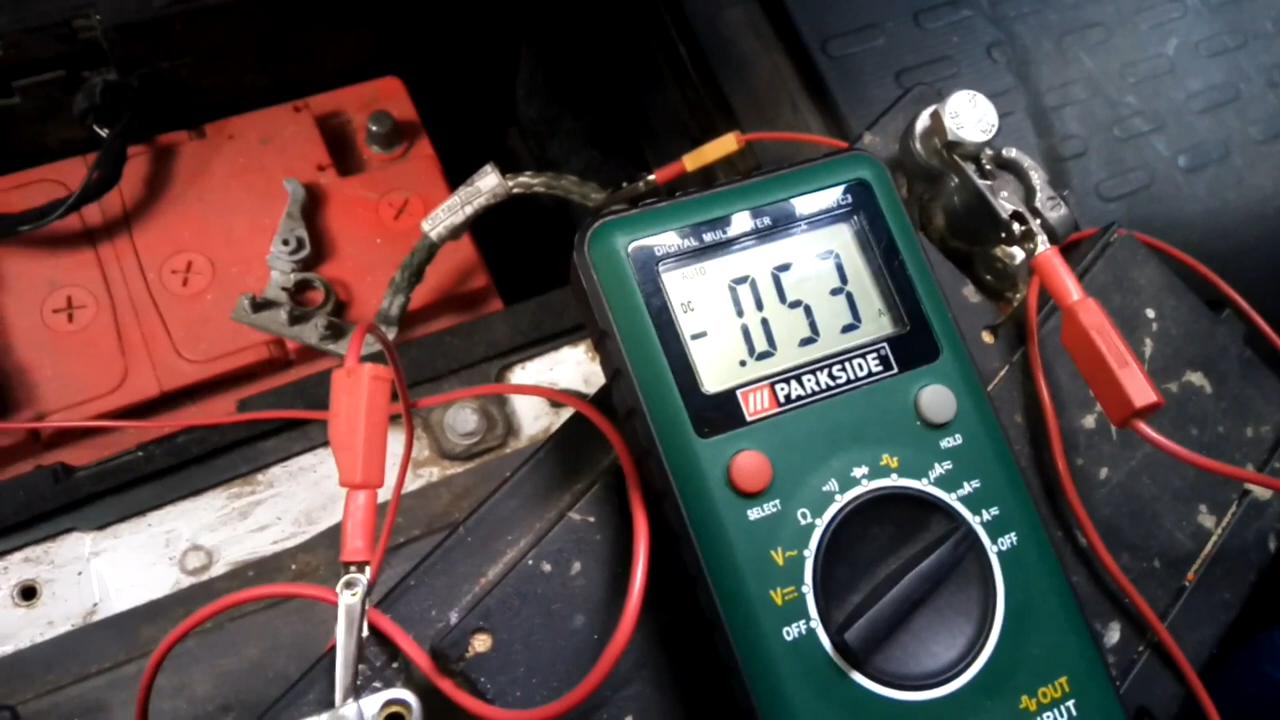 DIGITAL MULTIMETER
AUTO
DC
-.053
A
PARKSIDE®
HOLD
SELECT
Ω
µA
mA
A
V~
V
OFF
OFF
OUT